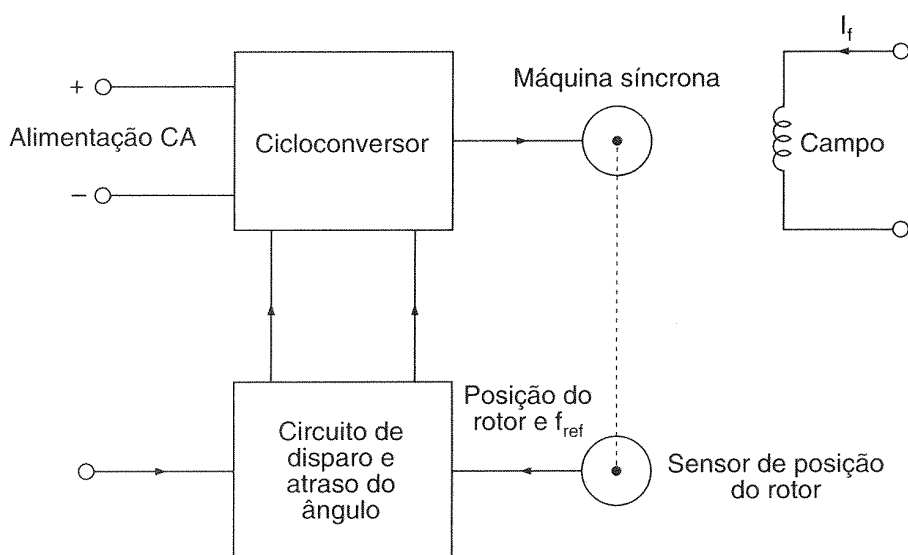 I_f
+
Alimentação CA
−
Cicloconversor
Máquina síncrona
Campo
Circuito de
disparo e
atraso do
ângulo
Posição do
rotor e f_ref
Sensor de posição
do rotor